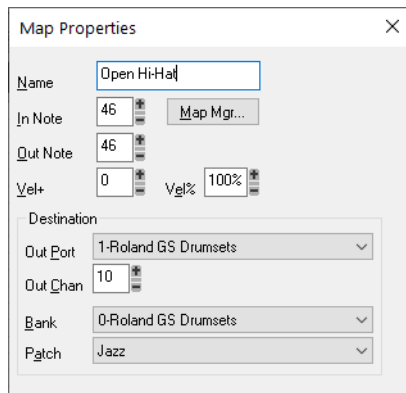 Map Properties
Name Open Hi-Hat
In Note 46 Map Mgr...
Out Note 46
Vel+ 0 Vel% 100%
Destination
Out Port 1-Roland GS Drumsets
Out Chan 10
Bank 0-Roland GS Drumsets
Patch Jazz